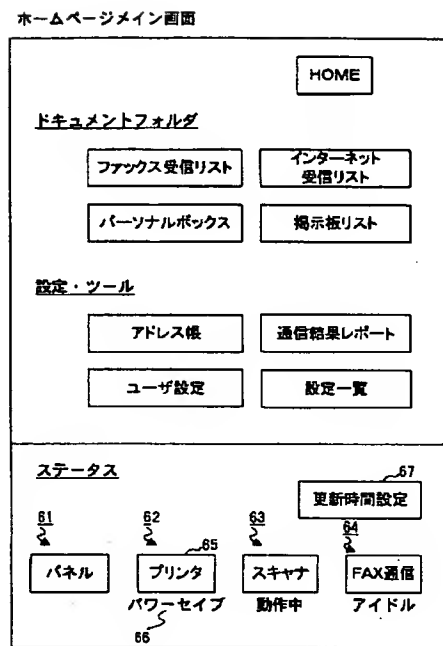 ホームページメイン画面
HOME
ドキュメントフォルダ
ファックス受信リスト
インターネット
受信リスト
パーソナルボックス
掲示板リスト
設定・ツール
アドレス帳
通信結果レポート
ユーザ設定
設定一覧
ステータス
67
更新時間設定
61
62
65
63
64
パネル
プリンタ
スキャナ
FAX通信
パワーセイブ
動作中
アイドル
66